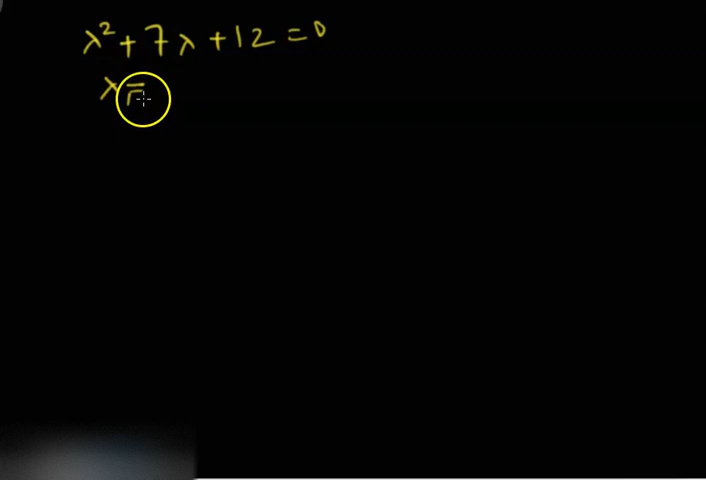 λ² + 7λ + 12 = 0
λ =